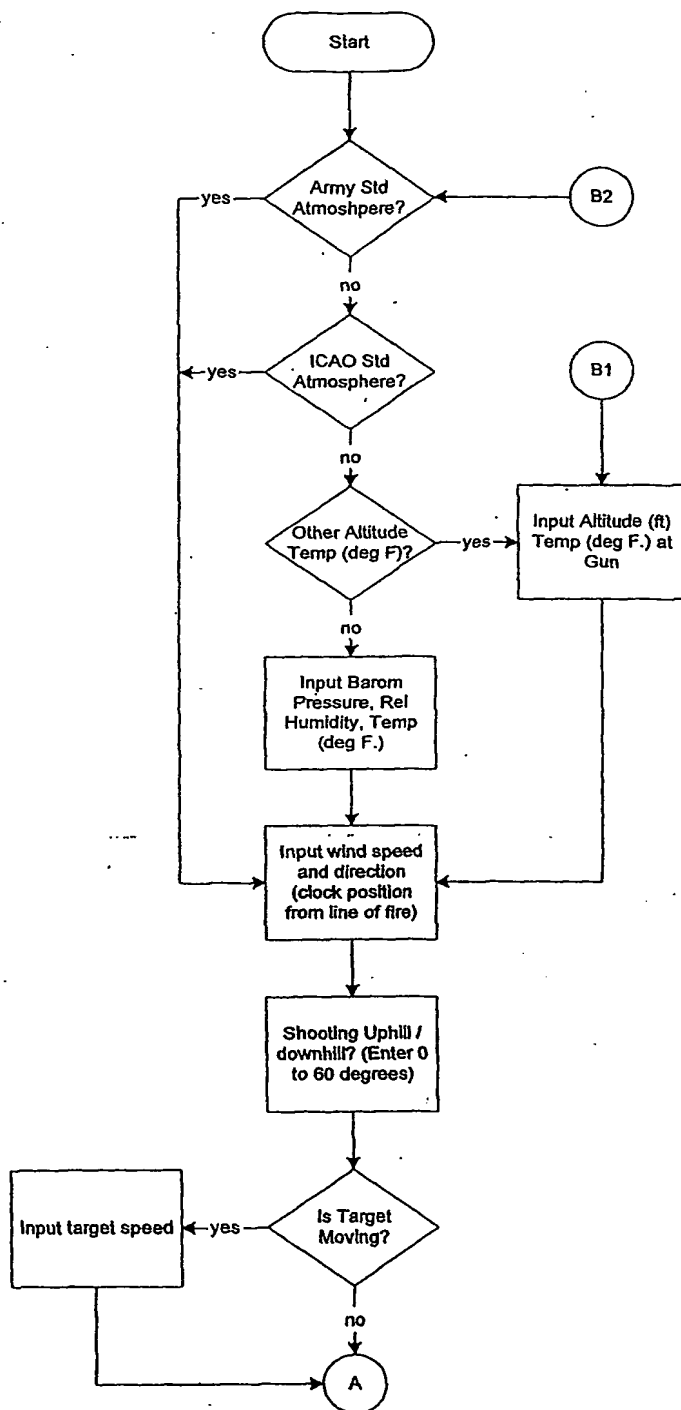 Start
Army Std
Atmoshpere?
yes
B2
no
ICAO Std
Atmosphere?
yes
B1
no
Other Altitude
Temp (deg F)?
yes
Input Altitude (ft)
Temp (deg F.) at
Gun
no
Input Barom
Pressure, Rel
Humidity, Temp
(deg F.)
Input wind speed
and direction
(clock position
from line of fire)
Shooting Uphill /
downhill? (Enter 0
to 60 degrees)
Input target speed
yes
Is Target
Moving?
no
A